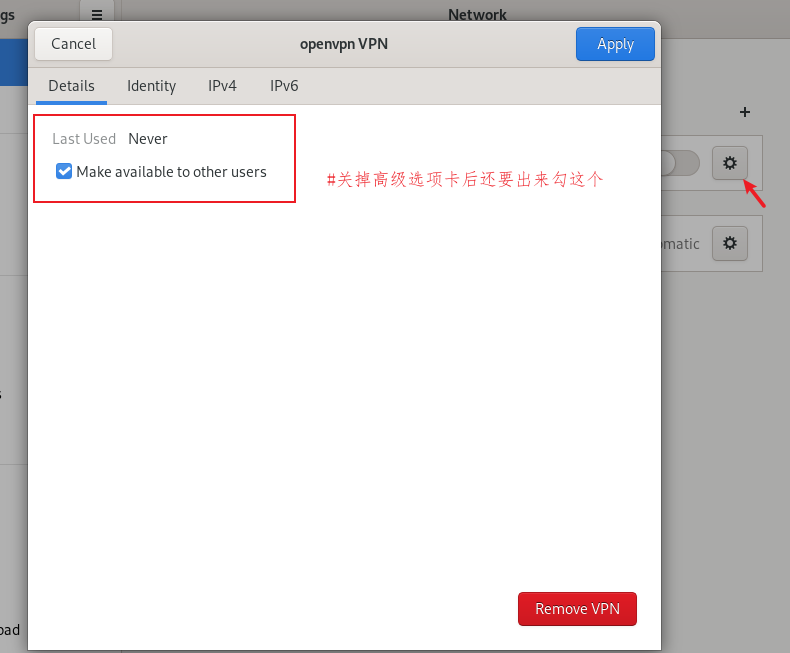 gs
Network
Cancel
openvpn VPN
Apply
Details
Identity
IPv4
IPv6
Last Used Never
Make available to other users
#关掉高级选项卡后还要出来勾这个
omatic
Remove VPN
oad